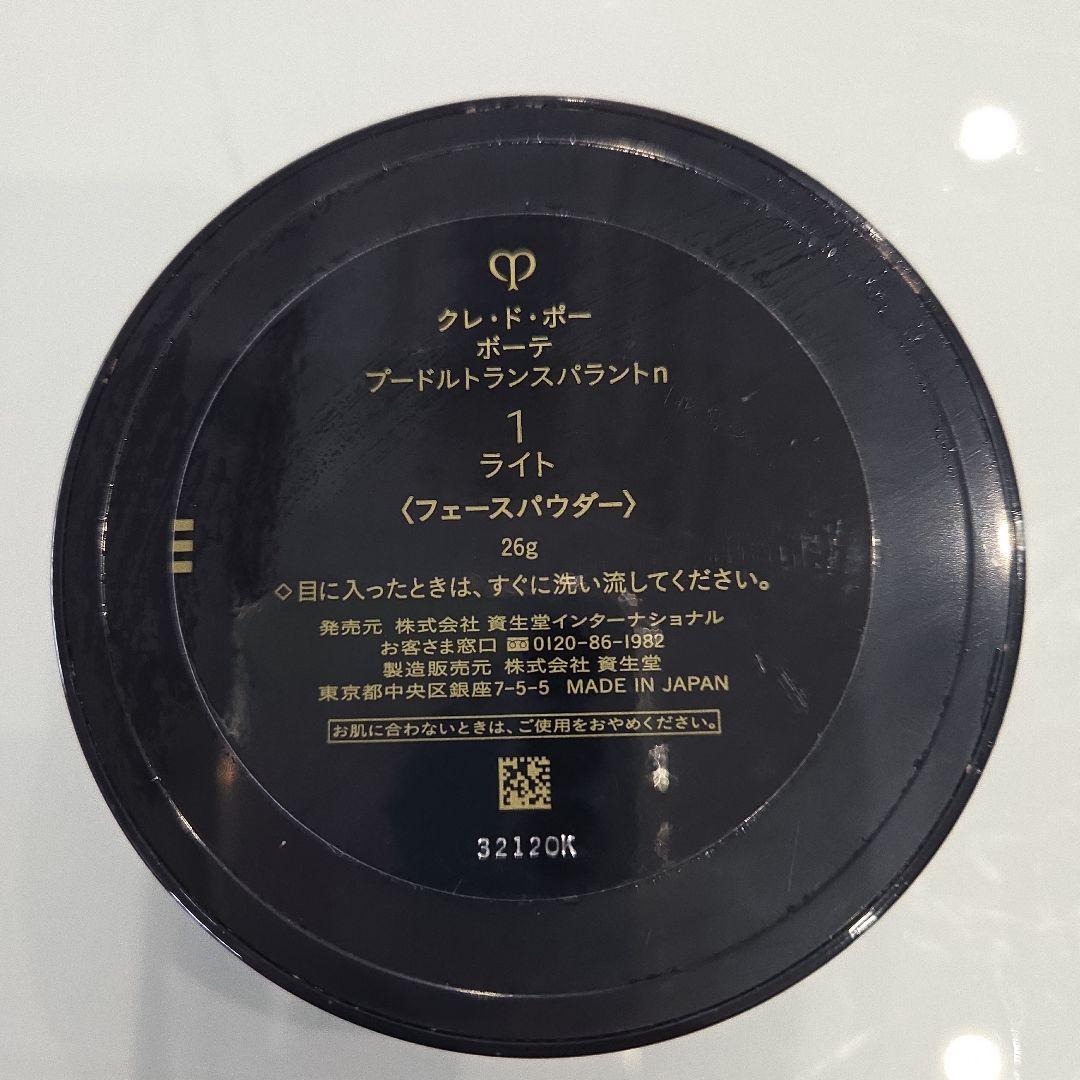 クレ・ド・ポー
ボーテ
プードルトランスパラントn
1
ライト
〈フェースパウダー〉
26g
◇目に入ったときは、すぐに洗い流してください。
発売元 株式会社 資生堂インターナショナル
お客さま窓口 0120-86-1982
製造販売元 株式会社 資生堂
東京都中央区銀座7-5-5 MADE IN JAPAN
お肌に合わないときは、ご使用をおやめください。
32120K